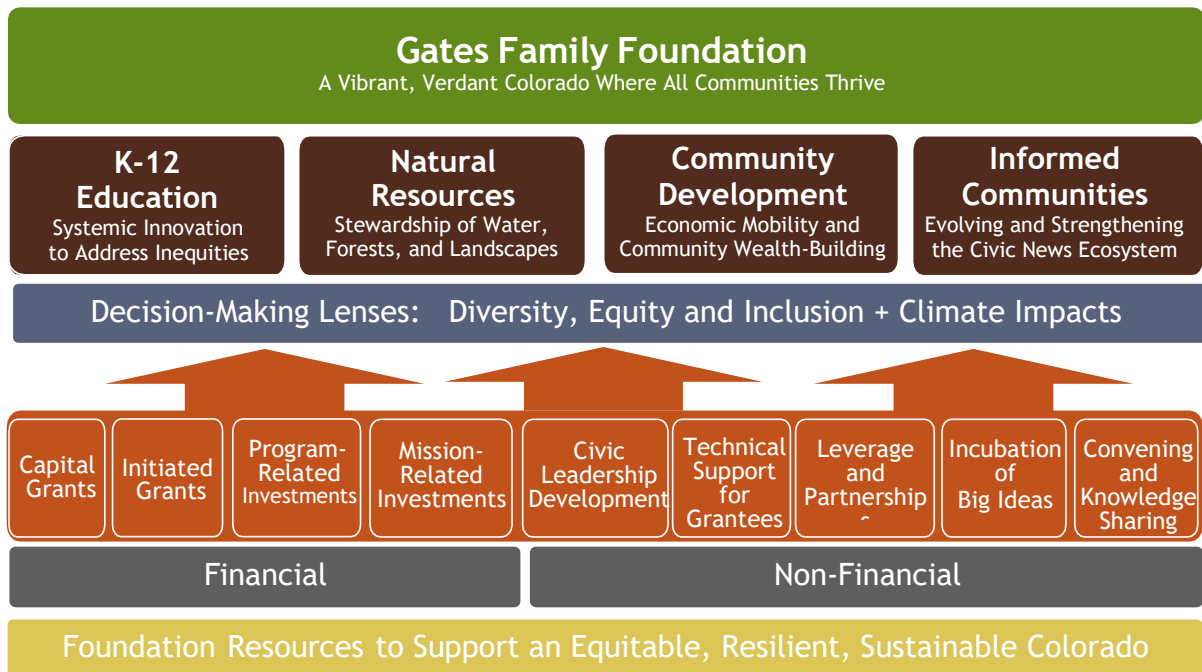 Gates Family Foundation
A Vibrant, Verdant Colorado Where All Communities Thrive
K-12
Education
Systemic Innovation
to Address Inequities
Natural
Resources
Stewardship of Water,
Forests, and Landscapes
Community
Development
Economic Mobility and
Community Wealth-Building
Informed
Communities
Evolving and Strengthening
the Civic News Ecosystem
Decision-Making Lenses: Diversity, Equity and Inclusion + Climate Impacts
Capital
Grants
Initiated
Grants
Program-
Related
Investments
Mission-
Related
Investments
Civic
Leadership
Development
Technical
Support
for
Grantees
Leverage
and
Partnership
s
Incubation
of
Big Ideas
Convening
and
Knowledge
Sharing
Financial
Non-Financial
Foundation Resources to Support an Equitable, Resilient, Sustainable Colorado